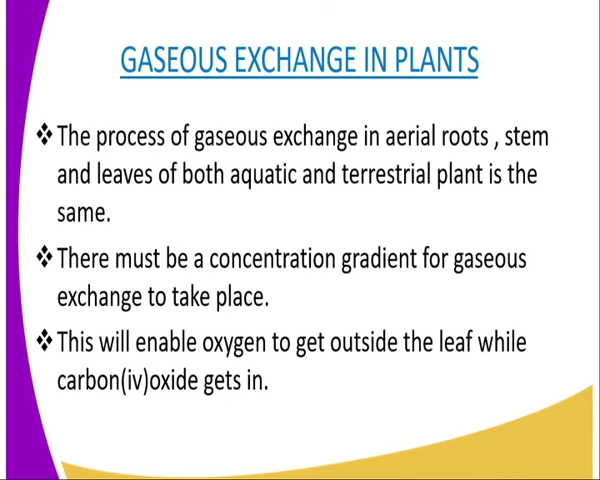 GASEOUS EXCHANGE IN PLANTS
❖The process of gaseous exchange in aerial roots , stem
and leaves of both aquatic and terrestrial plant is the
same.
❖There must be a concentration gradient for gaseous
exchange to take place.
❖This will enable oxygen to get outside the leaf while
carbon(iv)oxide gets in.